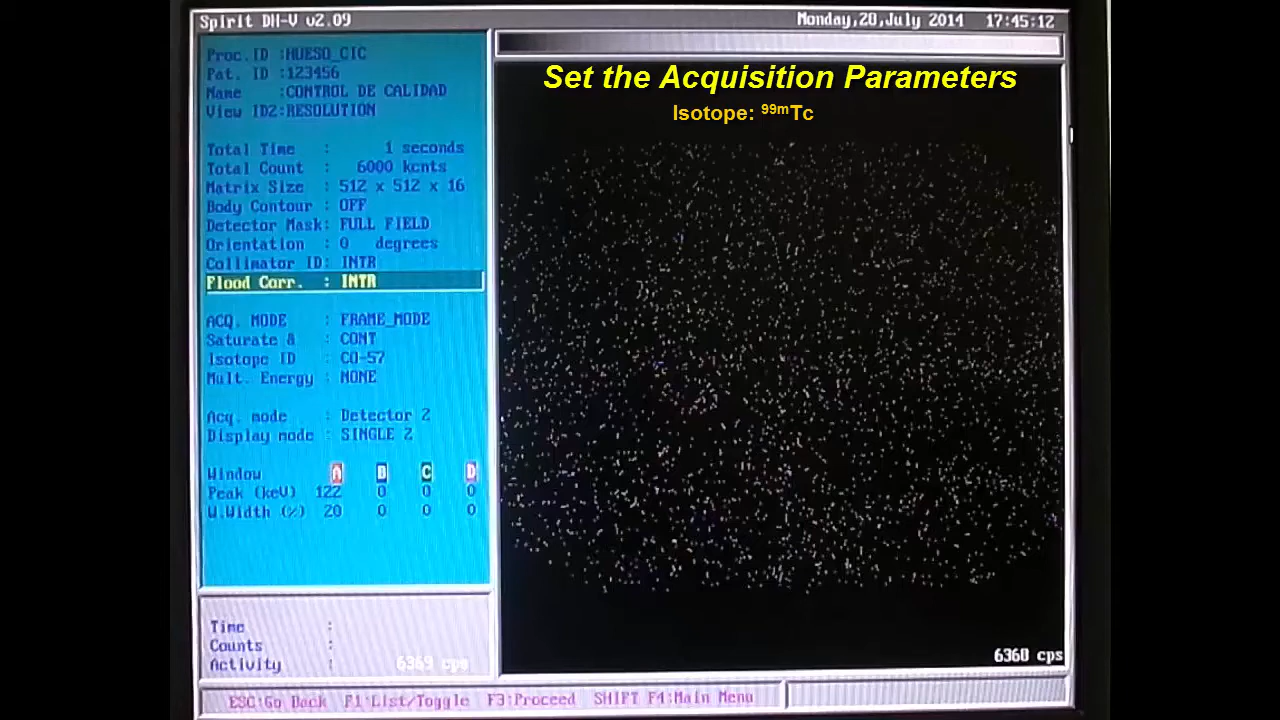 Spirit DH-V v2.09
Monday,28,July 2014 17:45:12
Proc.ID :HUESO_CIC
Pat. ID :123456
Name :CONTROL DE CALIDAD
View ID2:RESOLUTION
Total Time : 1 seconds
Total Count : 6000 kcnts
Matrix Size : 512 x 512 x 16
Body Contour : OFF
Detector Mask: FULL FIELD
Orientation : 0 degrees
Collimator ID: INTR
Flood Corr. : INTR
ACQ. MODE : FRAME_MODE
Saturate & : CONT
Isotope ID : CO-57
Mult. Energy : NONE
Acq. mode : Detector 2
Display mode : SINGLE 2
Window A B C D
Peak (keV) 122 0 0 0
W.Width (%) 20 0 0 0
Time :
Counts :
Activity : 6369 cps
Set the Acquisition Parameters
Isotope: 99mTc
6360 cps
ESC:Go Back F1:List/Toggle F3:Proceed SHIFT F4:Main Menu